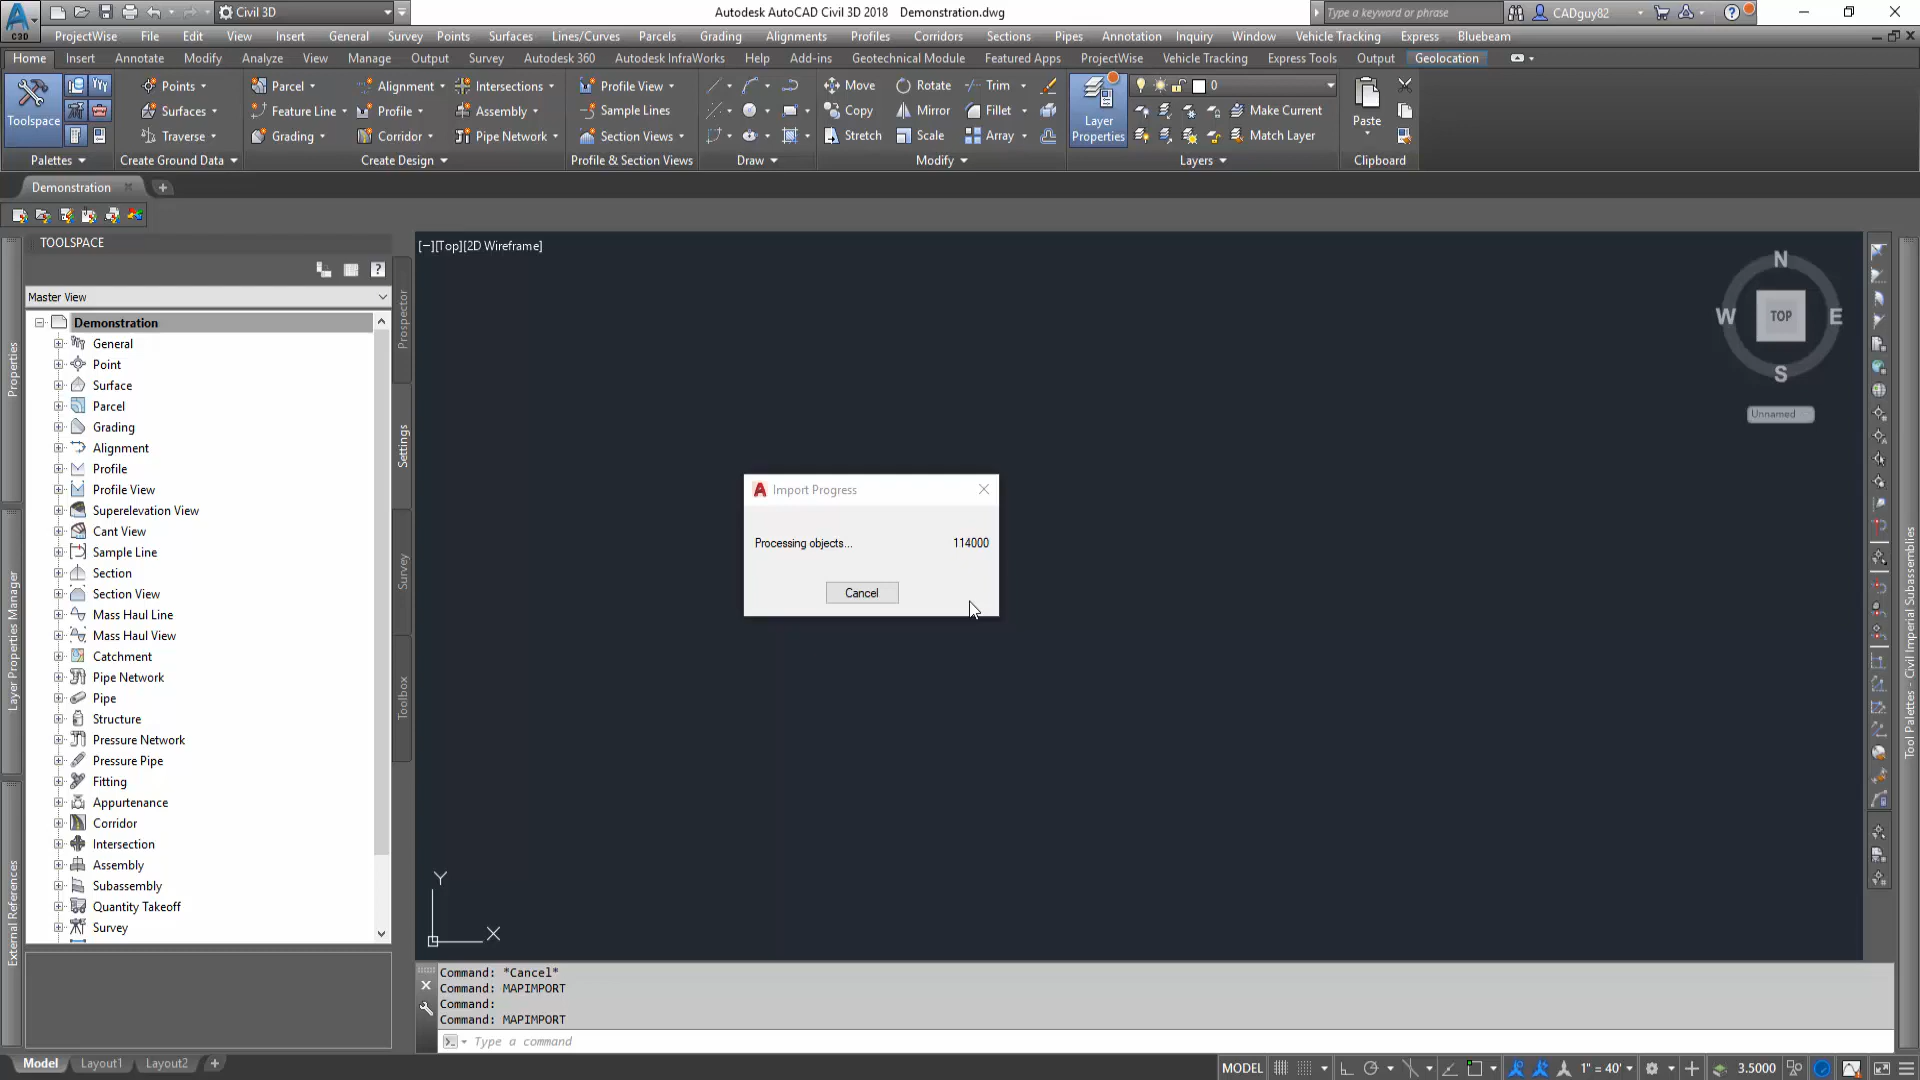 Civil 3D
Autodesk AutoCAD Civil 3D 2018 Demonstration.dwg
Type a keyword or phrase
CADguy82
C3D
ProjectWise File Edit View Insert General Survey Points Surfaces Lines/Curves Parcels Grading Alignments Profiles Corridors Sections Pipes Annotation Inquiry Window Vehicle Tracking Express Utilities Bluebeam
Home Insert Annotate Modify Analyze View Manage Output Survey Autodesk 360 Autodesk InfraWorks Help Add-ins Geotechnical Module Featured Apps ProjectWise Vehicle Tracking Express Tools Output Geolocation
Toolspace
Palettes
Points
Surfaces
Traverse
Create Ground Data
Parcel
Feature Line
Grading
Alignment
Profile
Corridor
Intersections
Assembly
Pipe Network
Create Design
Profile View
Sample Lines
Section Views
Profile & Section Views
Draw
Move
Copy
Stretch
Rotate
Mirror
Scale
Trim
Fillet
Array
Modify
Layer
Properties
0
Make Current
Match Layer
Layers
Paste
Clipboard
Demonstration
TOOLSPACE
Master View
Demonstration
General
Point
Surface
Parcel
Grading
Alignment
Profile
Profile View
Superelevation View
Cant View
Sample Line
Section
Section View
Mass Haul Line
Mass Haul View
Catchment
Pipe Network
Pipe
Structure
Pressure Network
Pressure Pipe
Fitting
Appurtenance
Corridor
Intersection
Assembly
Subassembly
Quantity Takeoff
Survey
Properties
Layer Properties Manager
External References
Prospector
Settings
Survey
Toolbox
[−][Top][2D Wireframe]
N
W
TOP
E
S
Unnamed
Import Progress
Processing objects... 114000
Cancel
Y
X
Tool Palettes - Civil Imperial Subassemblies
Command: *Cancel*
Command: MAPIMPORT
Command:
Command: MAPIMPORT
Type a command
Model Layout1 Layout2
MODEL
1" = 40'
3.5000